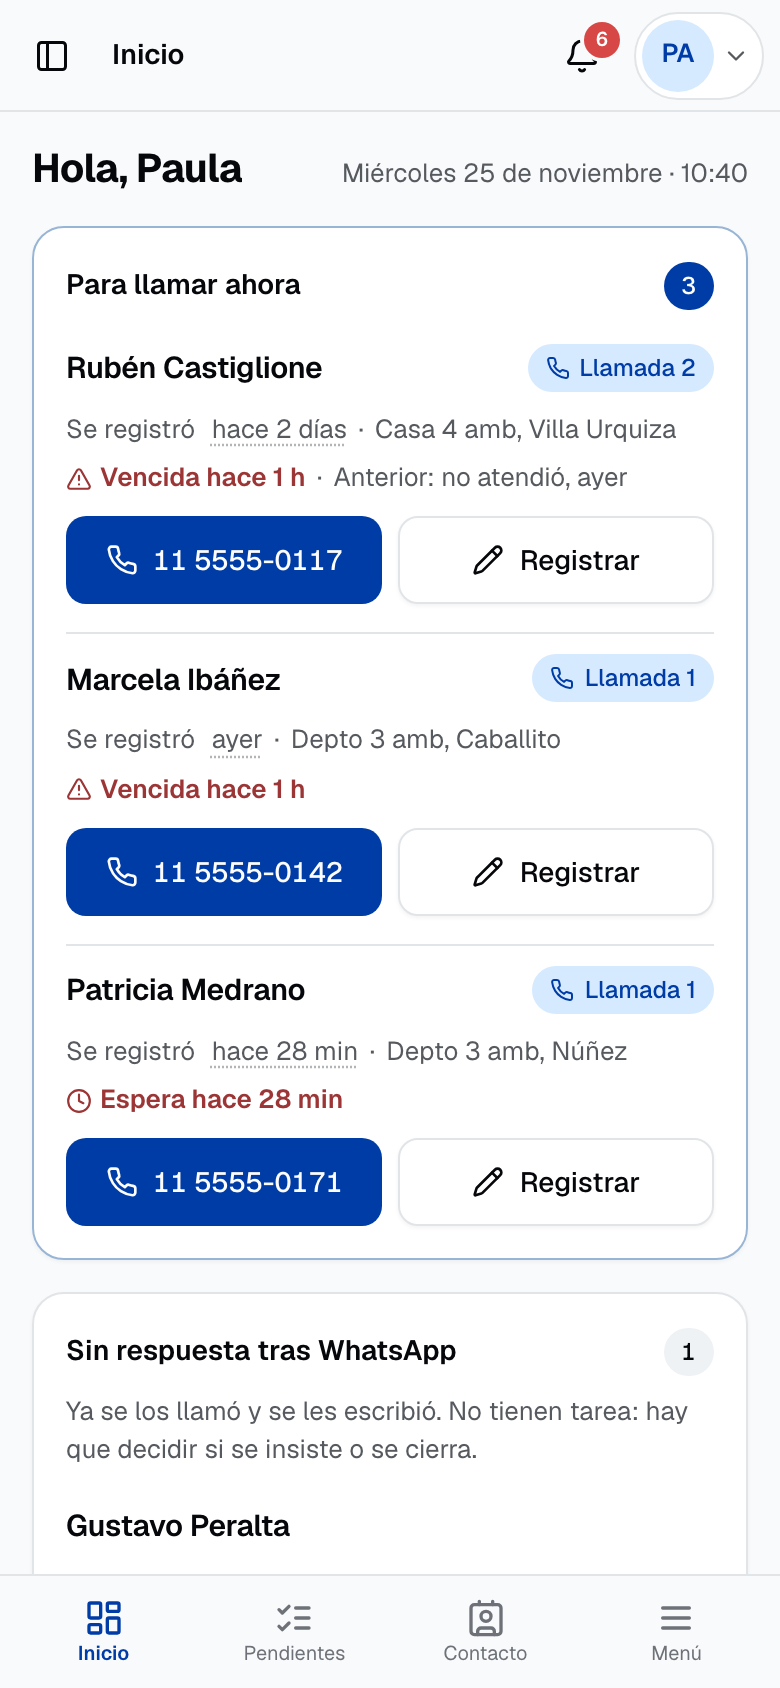 Inicio
6
PA
Hola, Paula
Miércoles 25 de noviembre · 10:40
Para llamar ahora
3
Rubén Castiglione
Llamada 2
Se registró hace 2 días · Casa 4 amb, Villa Urquiza
Vencida hace 1 h · Anterior: no atendió, ayer
11 5555-0117
Registrar
Marcela Ibáñez
Llamada 1
Se registró ayer · Depto 3 amb, Caballito
Vencida hace 1 h
11 5555-0142
Registrar
Patricia Medrano
Llamada 1
Se registró hace 28 min · Depto 3 amb, Núñez
Espera hace 28 min
11 5555-0171
Registrar
Sin respuesta tras WhatsApp
1
Ya se los llamó y se les escribió. No tienen tarea: hay
que decidir si se insiste o se cierra.
Gustavo Peralta
Inicio
Pendientes
Contacto
Menú